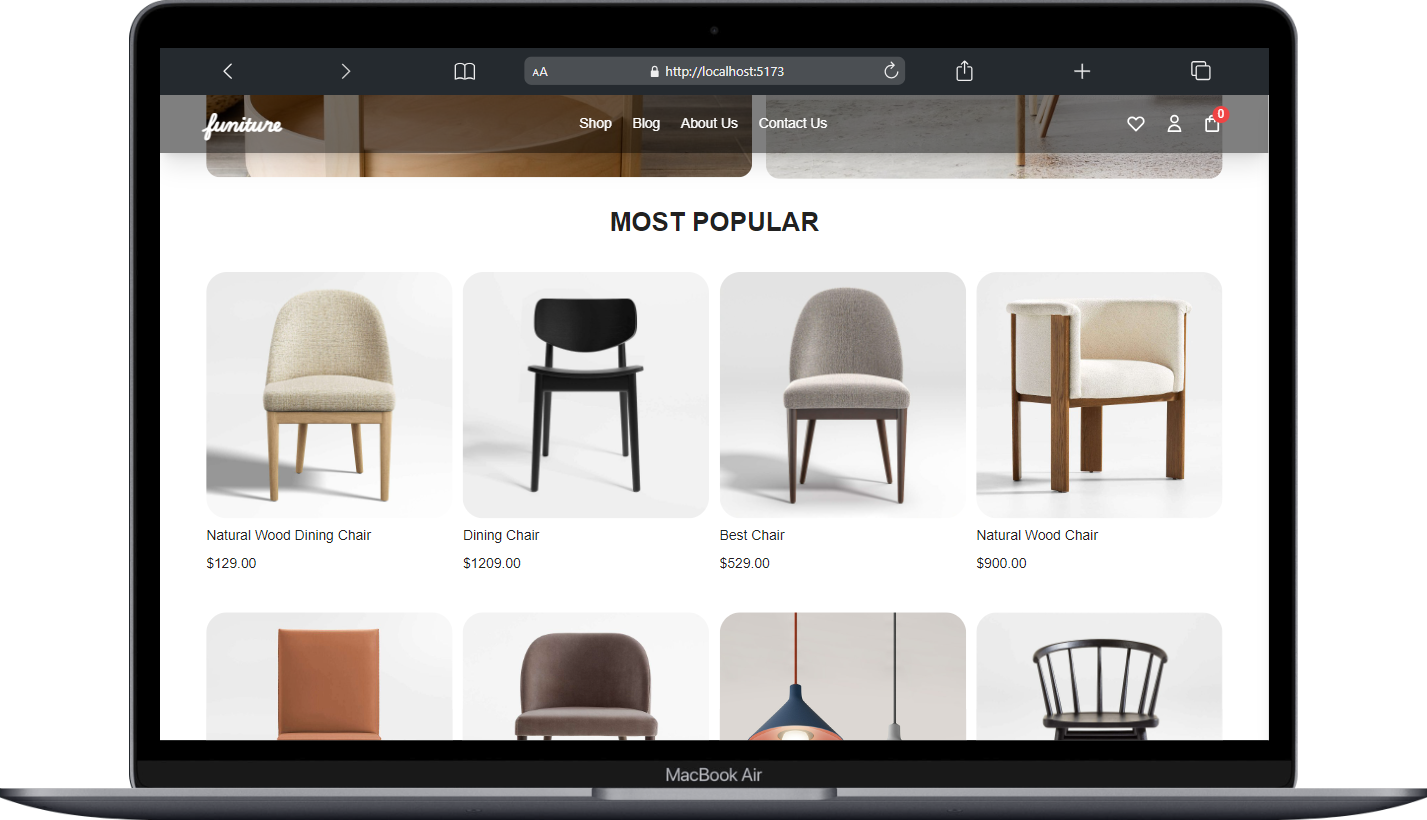 AA http://localhost:5173
funiture Shop Blog About Us Contact Us 0
MOST POPULAR
Natural Wood Dining Chair Dining Chair Best Chair Natural Wood Chair
$129.00 $1209.00 $529.00 $900.00
MacBook Air